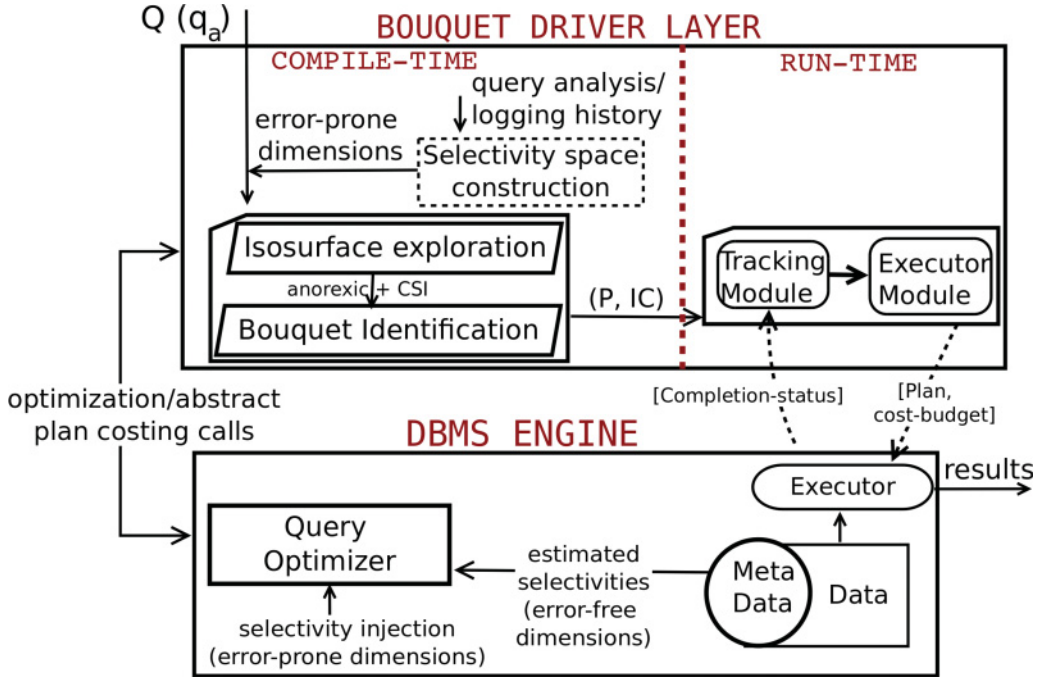 Q (qa)
BOUQUET DRIVER LAYER
COMPILE-TIME
RUN-TIME
query analysis/
logging history
error-prone
dimensions
Selectivity space
construction
Isosurface exploration
anorexic + CSI
Bouquet Identification
(P, IC)
Tracking
Module
Executor
Module
optimization/abstract
plan costing calls
[Completion-status]
[Plan,
cost-budget]
DBMS ENGINE
Executor
results
Query
Optimizer
estimated
selectivities
(error-free
dimensions)
Meta
Data
Data
selectivity injection
(error-prone dimensions)